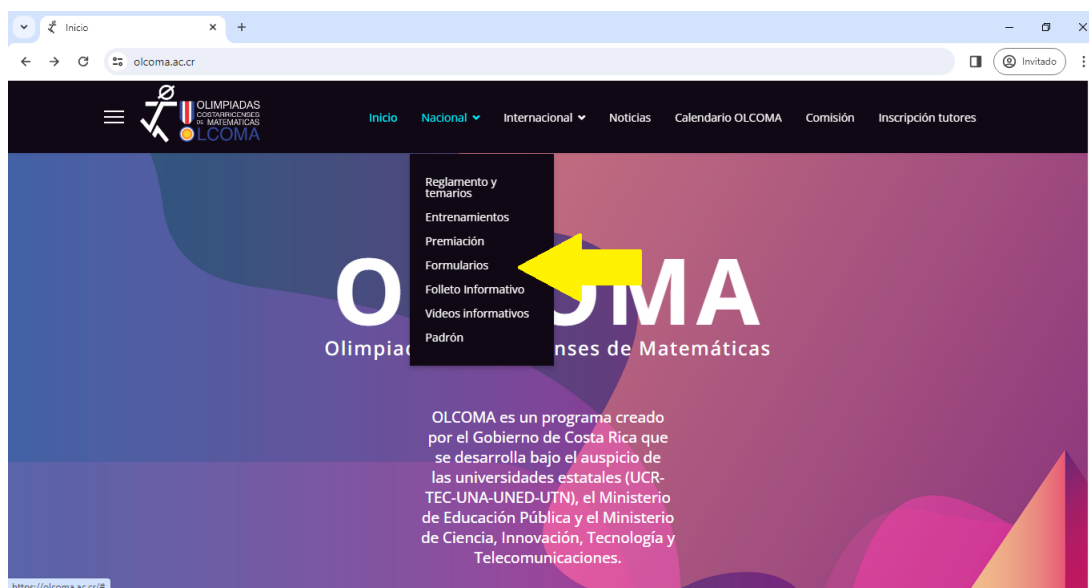 Inicio
olcoma.ac.cr
Invitado
OLIMPIADAS
COSTARRICENSES
DE MATEMATICAS
OLCOMA
Inicio Nacional Internacional Noticias Calendario OLCOMA Comisión Inscripción tutores
Reglamento y
temarios
Entrenamientos
Premiación
Formularios
Folleto Informativo
Videos informativos
Padrón
O MA
Olimpia nses de Matemáticas
OLCOMA es un programa creado
por el Gobierno de Costa Rica que
se desarrolla bajo el auspicio de
las universidades estatales (UCR-
TEC-UNA-UNED-UTN), el Ministerio
de Educación Pública y el Ministerio
de Ciencia, Innovación, Tecnología y
Telecomunicaciones.
https://olcoma.ac.cr/#